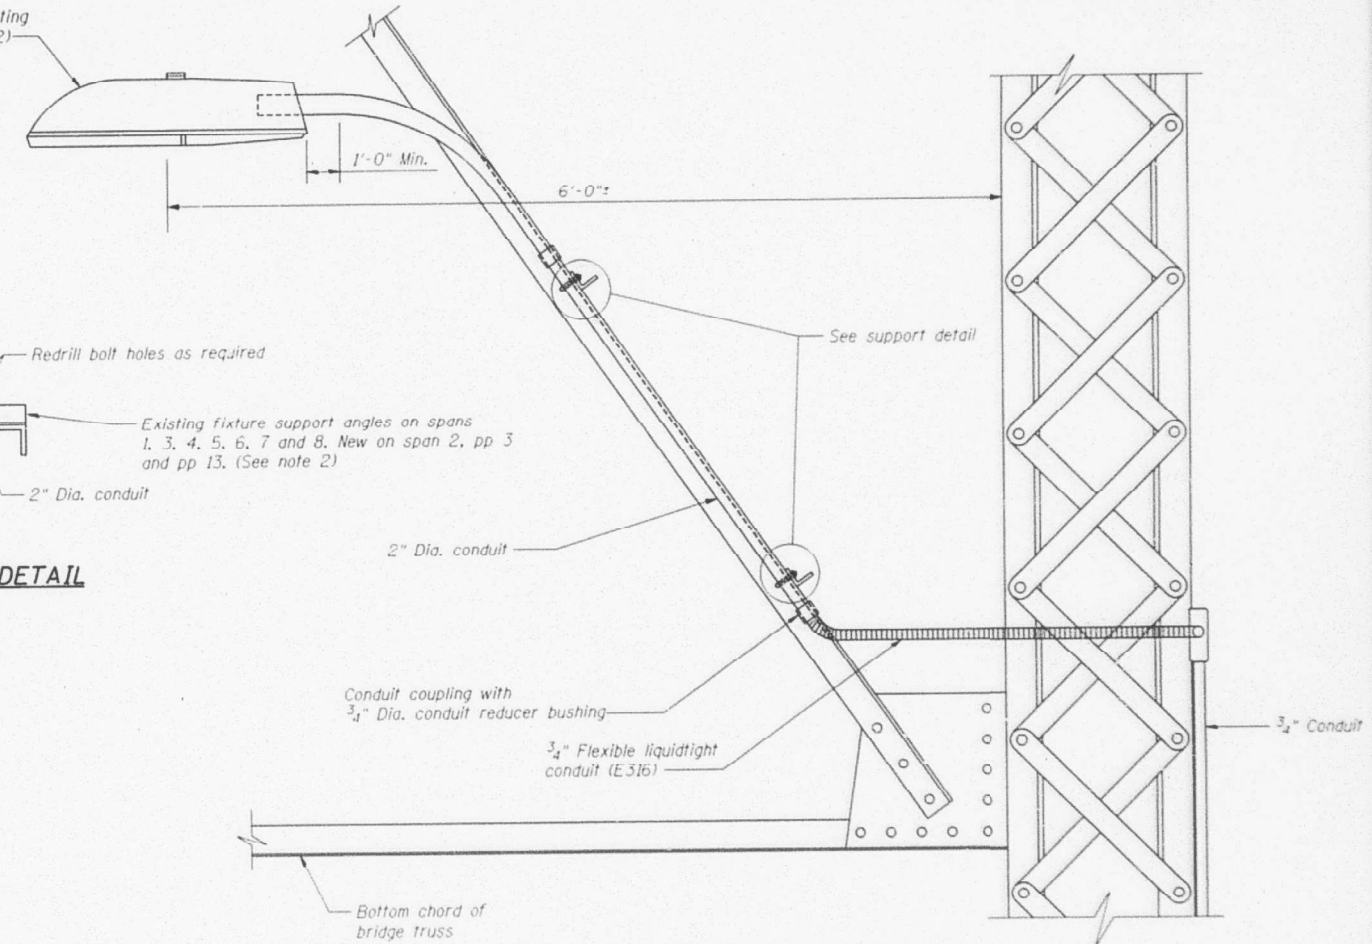 ting
2)
1'-0" Min.
6'-0"±
See support detail
Redrill bolt holes as required
Existing fixture support angles on spans
1, 3, 4, 5, 6, 7 and 8. New on span 2, pp 3
and pp 13. (See note 2)
2" Dia. conduit
DETAIL
2" Dia. conduit
Conduit coupling with
3/4" Dia. conduit reducer bushing
3/4" Flexible liquidtight
conduit (E316)
3/4" Conduit
Bottom chord of
bridge truss